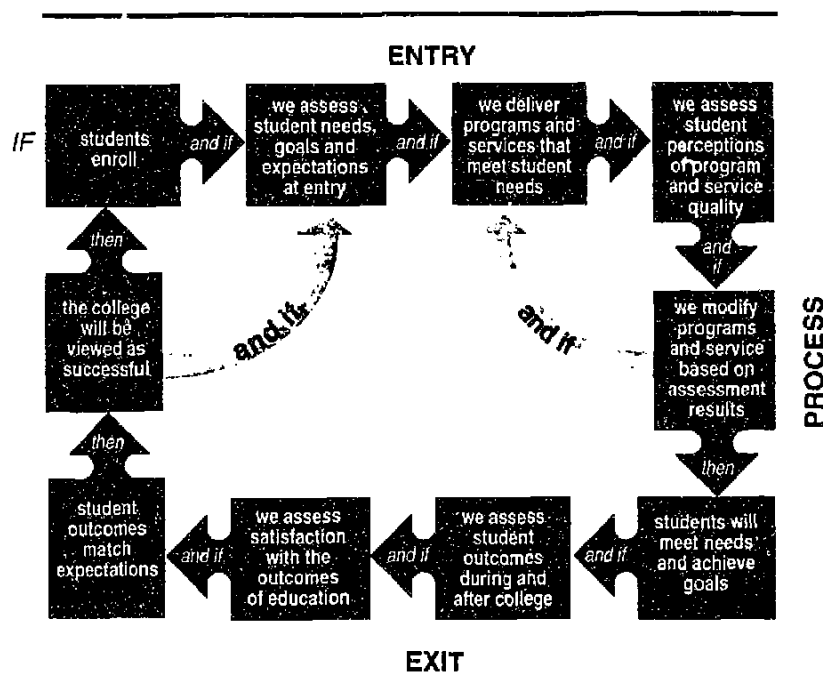 ENTRY
IF
students
enroll
and if
we assess
student needs,
goals and
expectations
at entry
and if
we deliver
programs and
services that
meet student
needs
and if
we assess
student
perceptions
of program
and service
quality
and
if
we modify
programs
and service
based on
assessment
results
PROCESS
then
students will
meet needs
and achieve
goals
and if
we assess
student
outcomes
during and
after college
and if
we assess
satisfaction
with the
outcomes
of education
and if
student
outcomes
match
expectations
then
the college
will be
viewed as
successful
then
and if
and if
EXIT